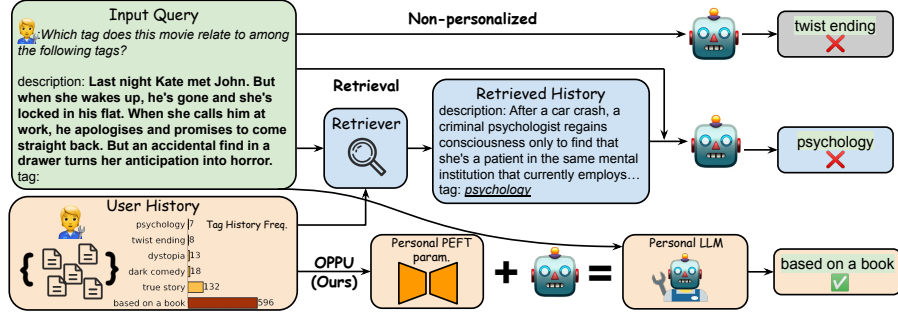 Input Query
:Which tag does this movie relate to among
the following tags?
description: Last night Kate met John. But
when she wakes up, he's gone and she's
locked in his flat. When she calls him at
work, he apologises and promises to come
straight back. But an accidental find in a
drawer turns her anticipation into horror.
tag:
Non-personalized
twist ending
Retrieval
Retriever
Retrieved History
description: After a car crash, a
criminal psychologist regains
consciousness only to find that
she's a patient in the same mental
institution that currently employs...
tag: psychology
psychology
User History
Tag History Freq.
psychology 7
twist ending 8
dystopia 13
dark comedy 18
true story 132
based on a book 596
OPPU
(Ours)
Personal PEFT
param.
+
=
Personal LLM
based on a book